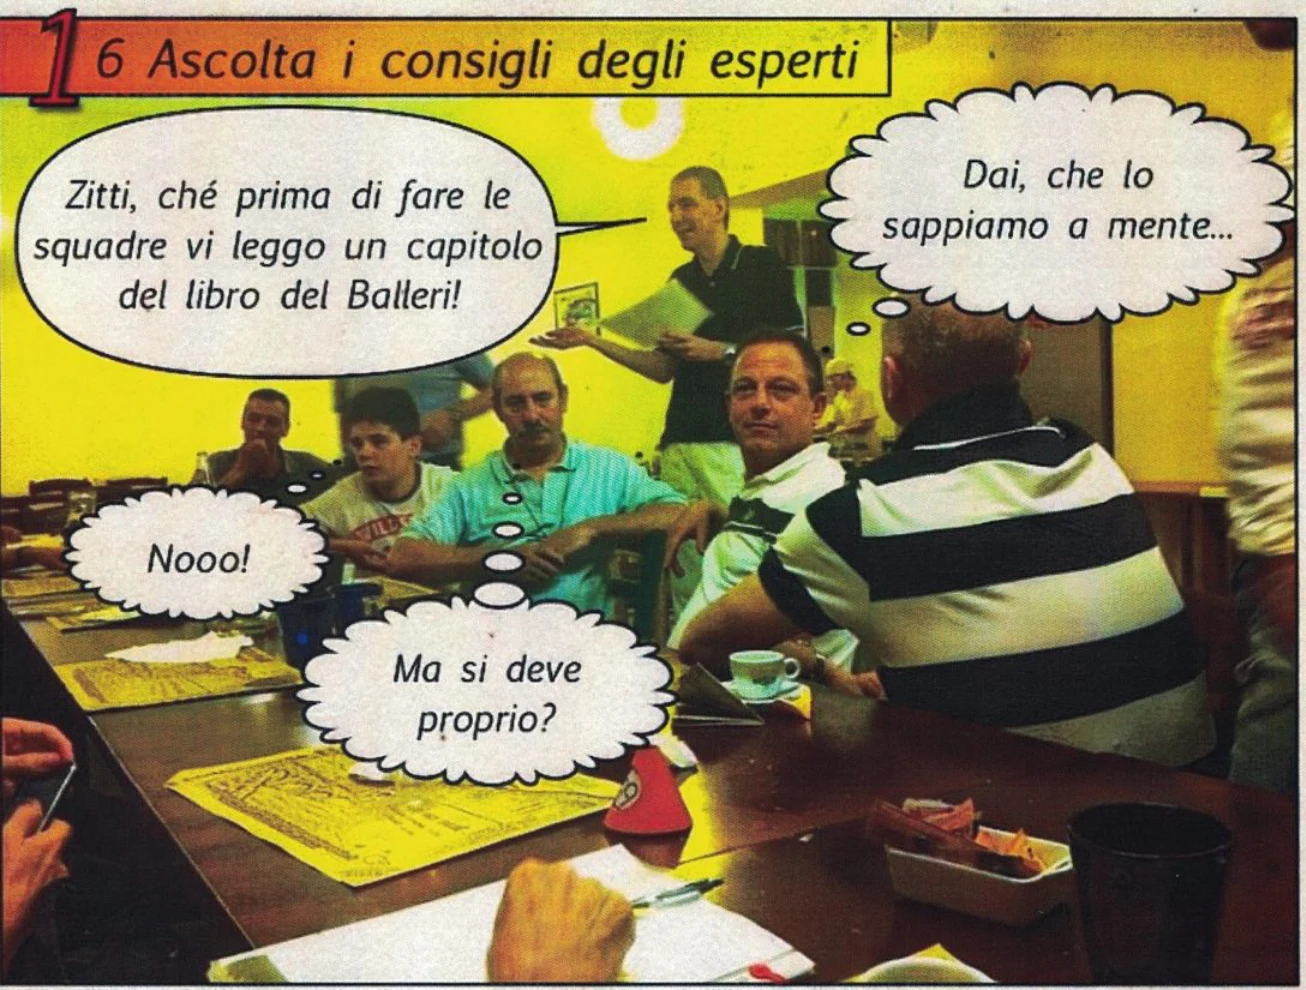 16 Ascolta i consigli degli esperti
Zitti, ché prima di fare le
squadre vi leggo un capitolo
del libro del Balleri!
Dai, che lo
sappiamo a mente...
Nooo!
Ma si deve
proprio?